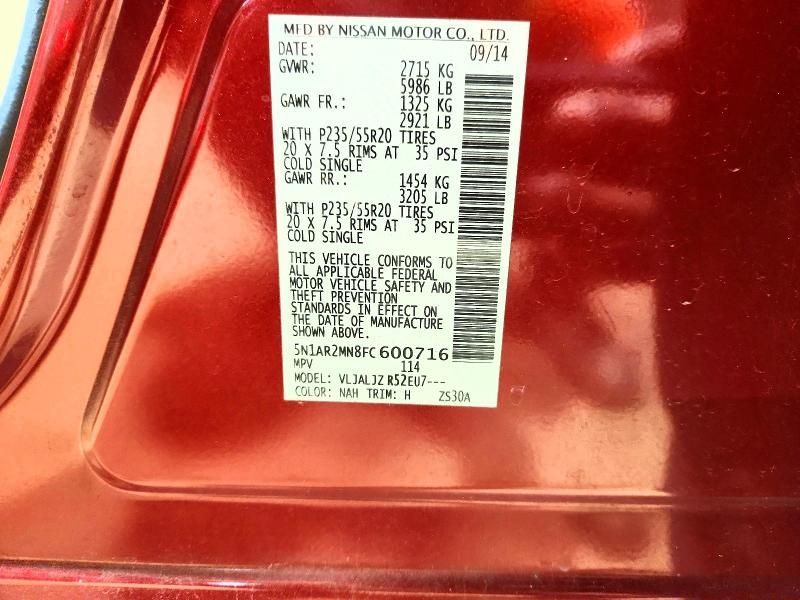 MFD BY NISSAN MOTOR CO., LTD.
DATE: 09/14
GVWR: 2715 KG
5986 LB
GAWR FR.: 1325 KG
2921 LB
WITH P235/55R20 TIRES
20 X 7.5 RIMS AT 35 PSI
COLD SINGLE
GAWR RR.: 1454 KG
3205 LB
WITH P235/55R20 TIRES
20 X 7.5 RIMS AT 35 PSI
COLD SINGLE
THIS VEHICLE CONFORMS TO
ALL APPLICABLE FEDERAL
MOTOR VEHICLE SAFETY AND
THEFT PREVENTION
STANDARDS IN EFFECT ON
THE DATE OF MANUFACTURE
SHOWN ABOVE.
5N1AR2MN8FC600716
MPV 114
MODEL: VLJALJZ R52EU7---
COLOR: NAH TRIM: H ZS30A